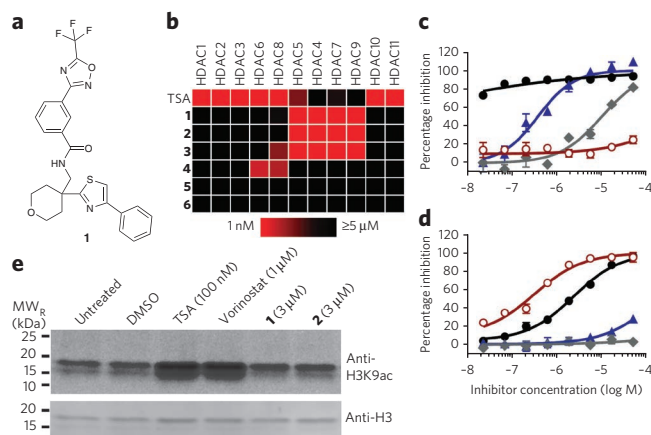 a
F
F
F
N
O
N
O
NH
S
N
O
1
b
HDAC1
HDAC2
HDAC3
HDAC6
HDAC8
HDAC5
HDAC4
HDAC7
HDAC9
HDAC10
HDAC11
TSA
1
2
3
4
5
6
1 nM
≥5 μM
c
Percentage inhibition
120
100
80
60
40
20
0
−8 −7 −6 −5 −4
d
Percentage inhibition
120
100
80
60
40
20
0
−8 −7 −6 −5 −4
Inhibitor concentration (log M)
e
MWR
(kDa)
Untreated
DMSO
TSA (100 nM)
Vorinostat (1 μM)
1 (3 μM)
2 (3 μM)
25
20
15
10
Anti-
H3K9ac
20
15
Anti-H3